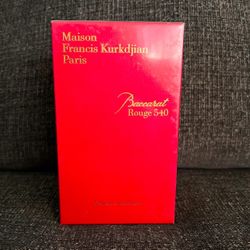 Maison
Francis Kurkdjian
Paris
Baccarat
Rouge 540